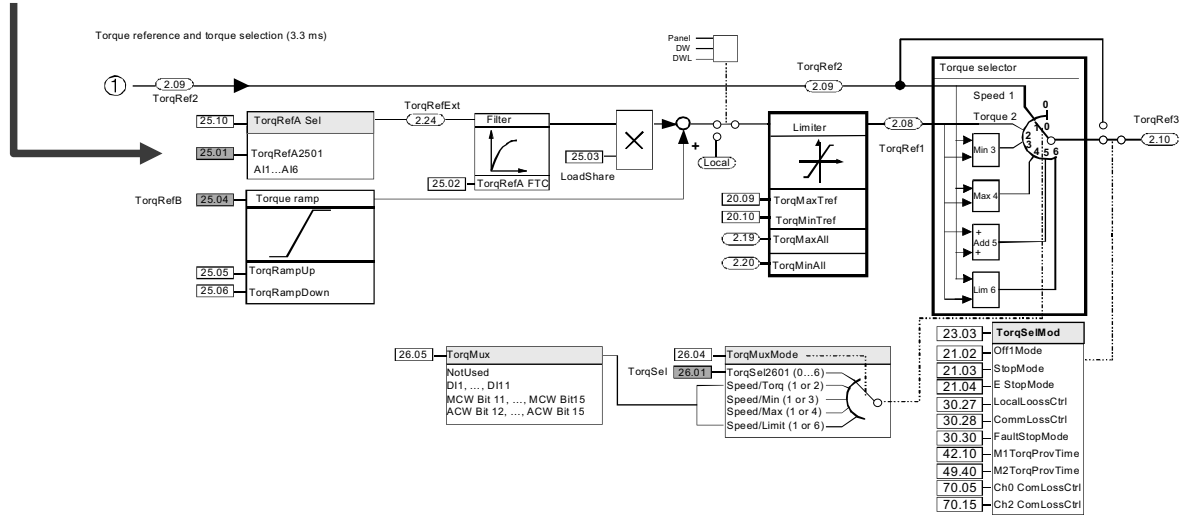 Torque reference and torque selection (3.3 ms)
Panel
DW
DWL
1
2.09
TorqRef2
TorqRef2
2.09
Torque selector
Speed 1
0
Torque 2
1 0
2
3
4 5 6
Min 3
Max 4
+
Add 5
+
Lim 6
TorqRef3
2.10
25.10
TorqRefA Sel
25.01
TorqRefA2501
AI1...AI6
TorqRefExt
2.24
Filter
25.02
TorqRefA FTC
25.03
LoadShare
+
Local
Limiter
20.09
TorqMaxTref
20.10
TorqMinTref
2.19
TorqMaxAll
2.20
TorqMinAll
2.08
TorqRef1
TorqRefB
25.04
Torque ramp
25.05
TorqRampUp
25.06
TorqRampDown
26.05
TorqMux
NotUsed
DI1, ..., DI11
MCW Bit 11, ..., MCW Bit15
ACW Bit 12, ..., ACW Bit 15
26.04
TorqMuxMode
TorqSel
26.01
TorqSel2601 (0...6)
Speed/Torq (1 or 2)
Speed/Min (1 or 3)
Speed/Max (1 or 4)
Speed/Limit (1 or 6)
23.03
TorqSelMod
21.02
Off1Mode
21.03
StopMode
21.04
E StopMode
30.27
LocalLoossCtrl
30.28
CommLossCtrl
30.30
FaultStopMode
42.10
M1TorqProvTime
49.40
M2TorqProvTime
70.05
Ch0 ComLossCtrl
70.15
Ch2 ComLossCtrl